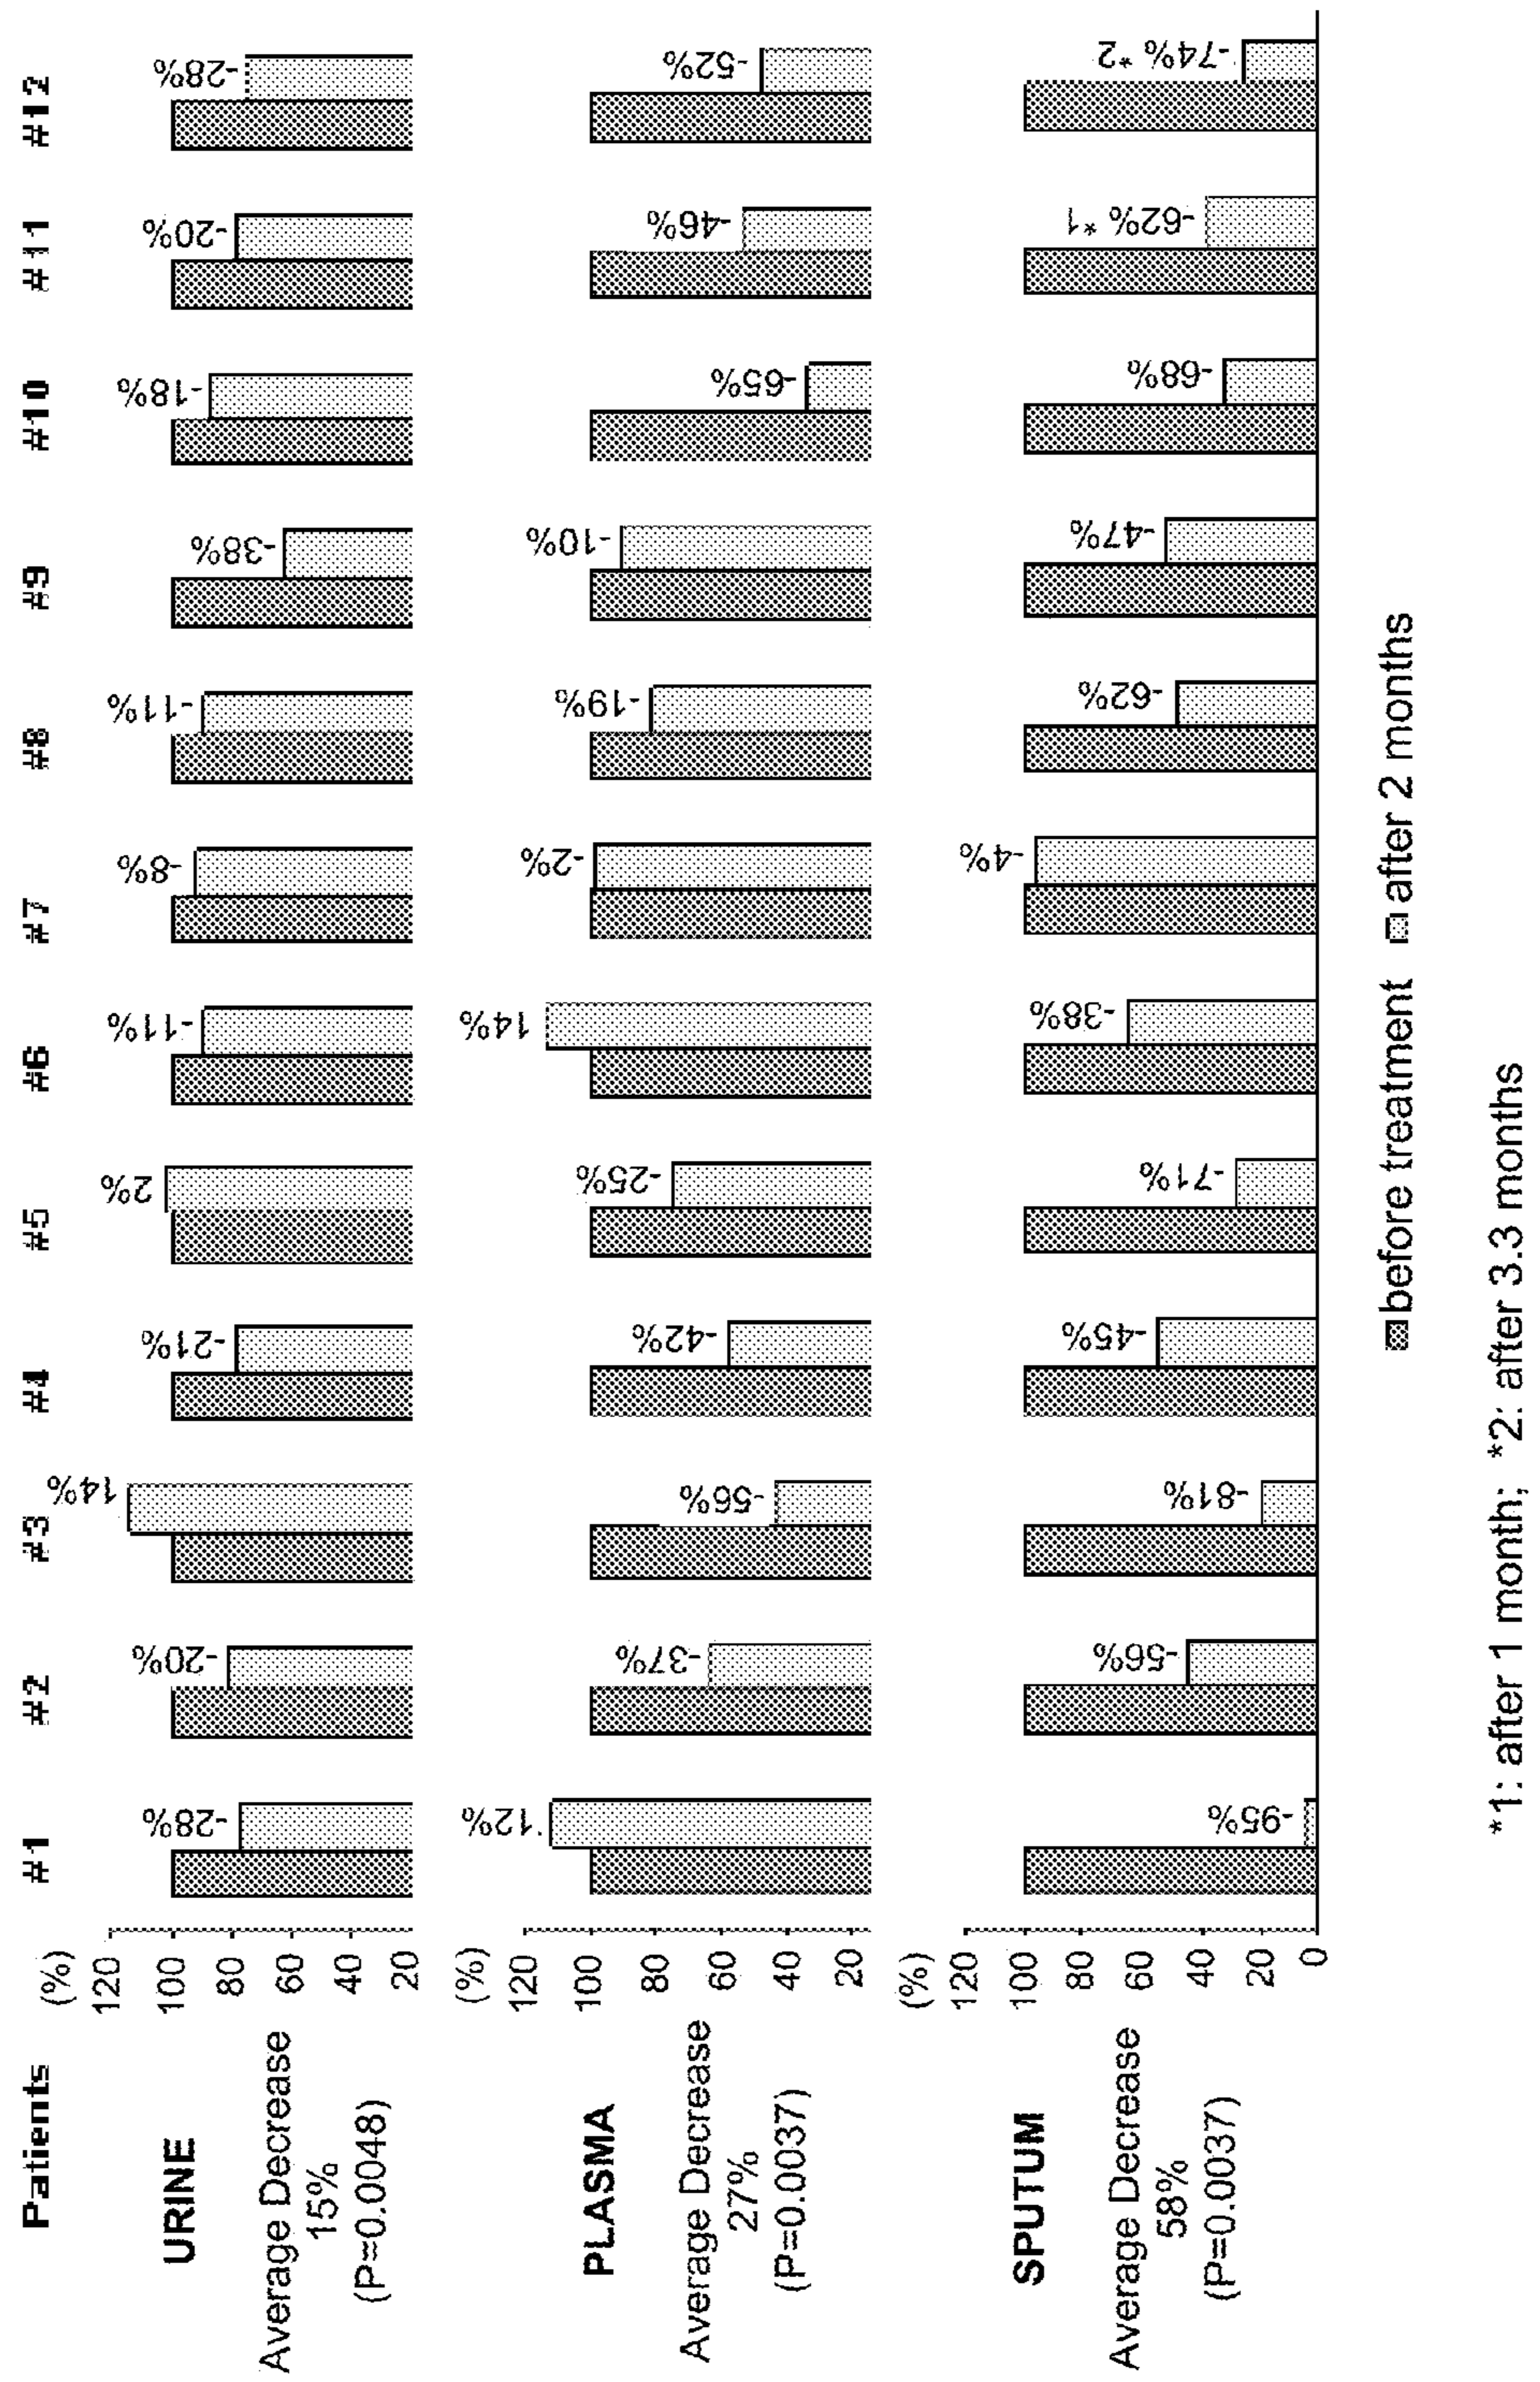 Patients #1 #2 #3 #4 #5 #6 #7 #8 #9 #10 #11 #12
(%)
120
100
80
60
40
20
URINE
Average Decrease
15%
(P=0.0048)
-28% -20% 14% -21% 2% -11% -8% -11% -38% -18% -20% -28%
(%)
120
100
80
60
40
20
PLASMA
Average Decrease
27%
(P=0.0037)
12% -37% -56% -42% -25% 14% -2% -19% -10% -65% -46% -52%
(%)
120
100
80
60
40
20
0
SPUTUM
Average Decrease
58%
(P=0.0037)
-95% -56% -81% -45% -71% -38% -4% -62% -47% -68% -62% *1 -74% *2
before treatment after 2 months
*1: after 1 month; *2: after 3.3 months